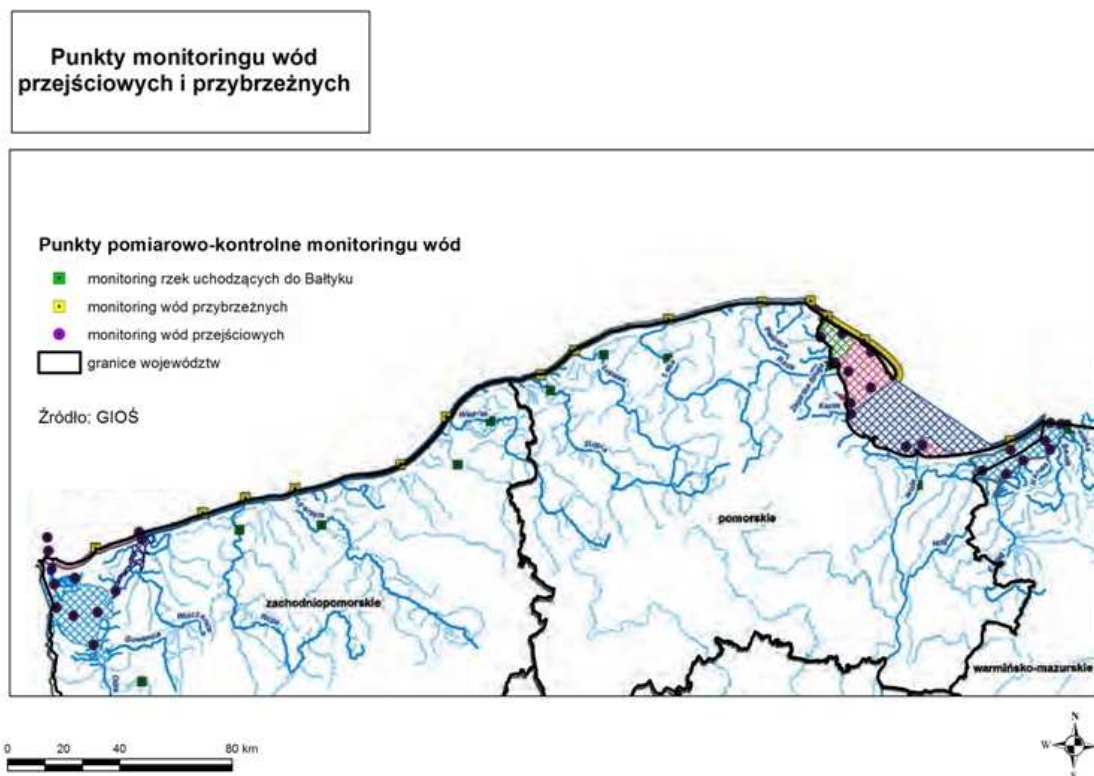 Punkty monitoringu wód
przejściowych i przybrzeżnych
Punkty pomiarowo-kontrolne monitoringu wód
monitoring rzek uchodzących do Bałtyku
monitoring wód przybrzeżnych
monitoring wód przejściowych
granice województw
Źródło: GIOŚ
pomorskie
zachodniopomorskie
warmińsko-mazurskie
N
W
S
0 20 40 80 km